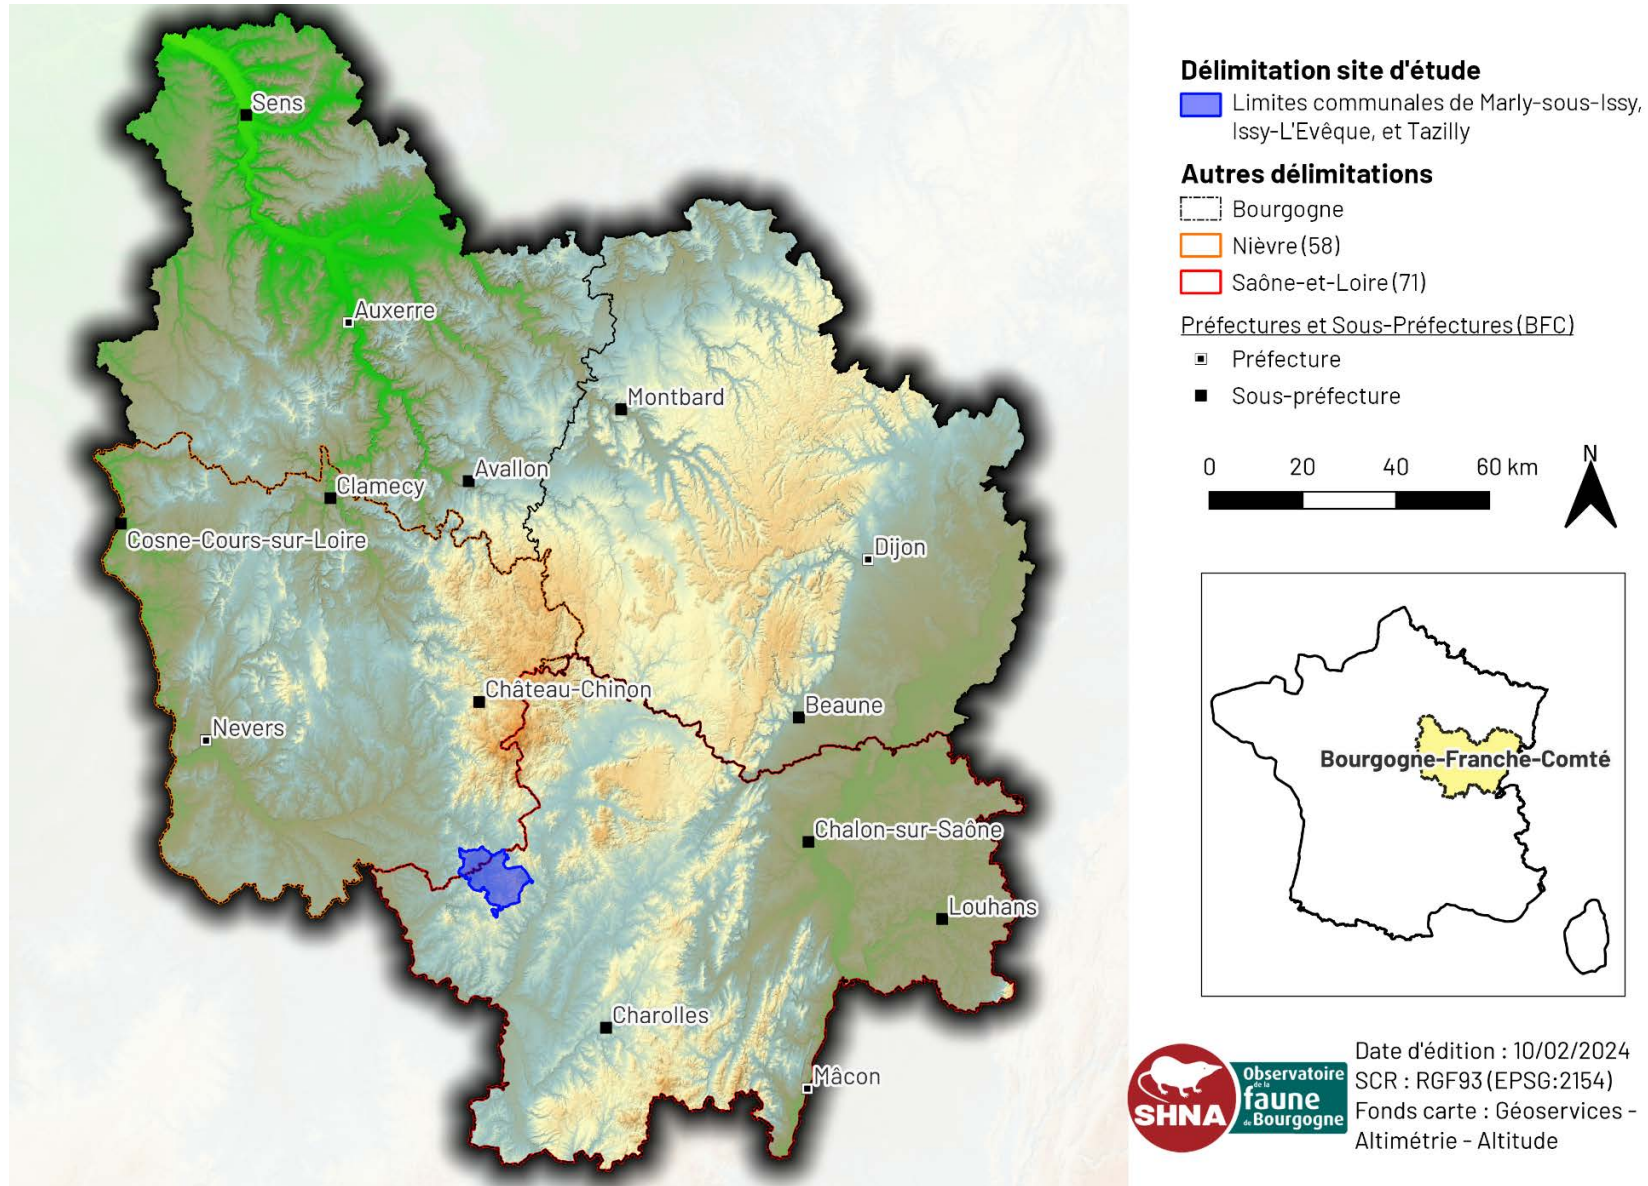 Sens
Auxerre
Montbard
Avallon
Clamecy
Cosne-Cours-sur-Loire
Dijon
Château-Chinon
Beaune
Nevers
Chalon-sur-Saône
Louhans
Charolles
Mâcon
Délimitation site d'étude
Limites communales de Marly-sous-Issy,
Issy-L'Evêque, et Tazilly
Autres délimitations
Bourgogne
Nièvre (58)
Saône-et-Loire (71)
Préfectures et Sous-Préfectures (BFC)
Préfecture
Sous-préfecture
0 20 40 60 km
N
Bourgogne-Franche-Comté
SHNA
Observatoire
de la
faune
de Bourgogne
Date d'édition : 10/02/2024
SCR : RGF93 (EPSG:2154)
Fonds carte : Géoservices -
Altimétrie - Altitude